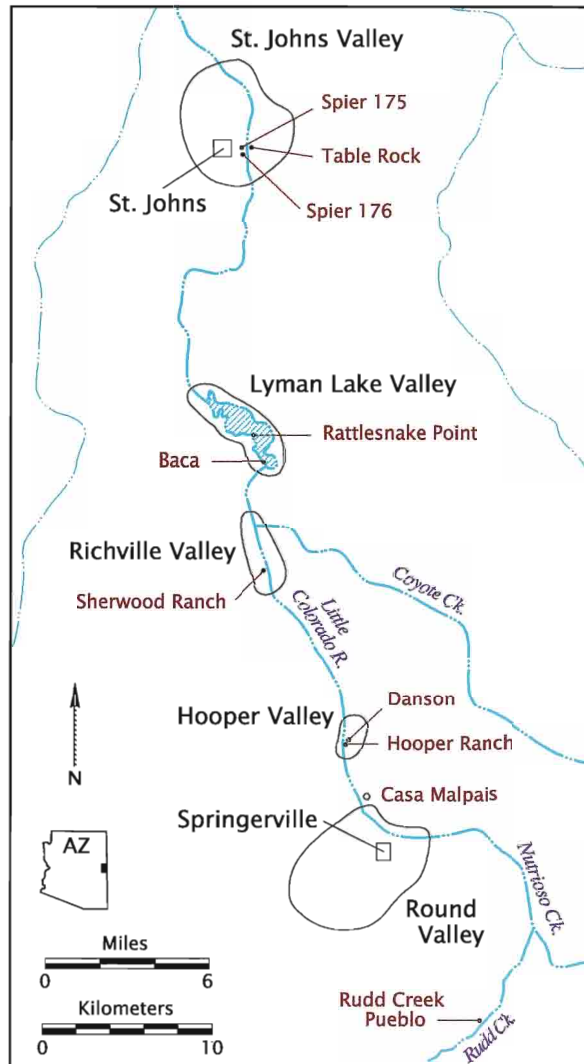 St. Johns Valley
Spier 175
Table Rock
St. Johns
Spier 176
Lyman Lake Valley
Rattlesnake Point
Baca
Richville Valley
Sherwood Ranch
Coyote Ck.
Little
Colorado R.
Danson
Hooper Valley
Hooper Ranch
N
Casa Malpais
Springerville
AZ
Nutrioso Ck.
Round
Valley
Miles
0 6
Kilometers
0 10
Rudd Creek
Pueblo
Rudd Ck.